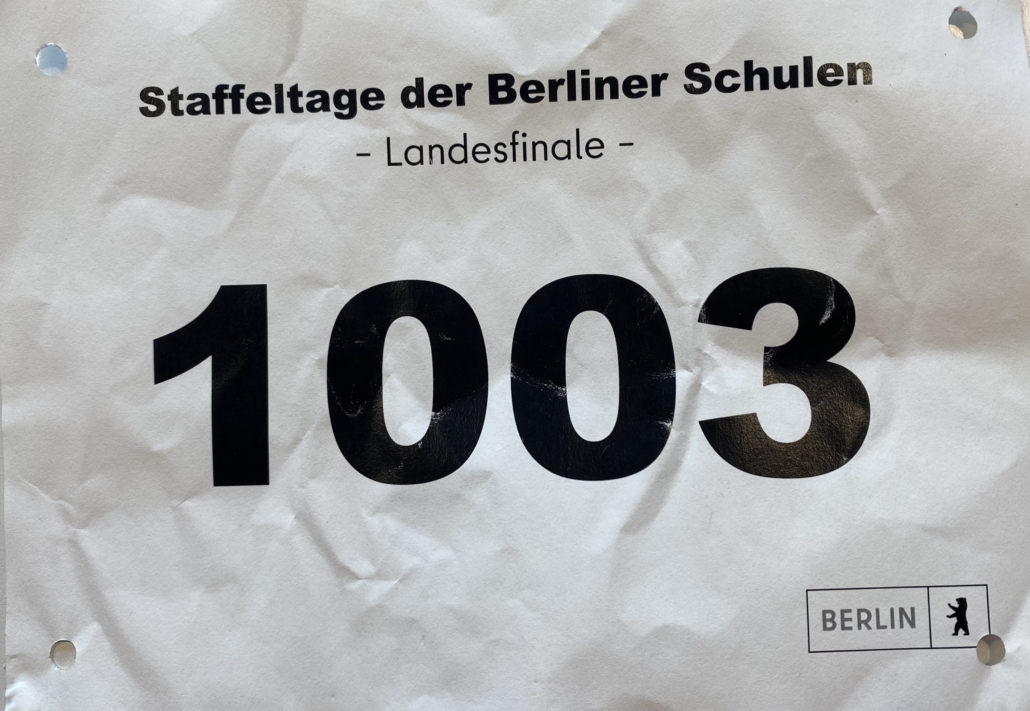 Staffeltage der Berliner Schulen
– Landesfinale –
1003
BERLIN